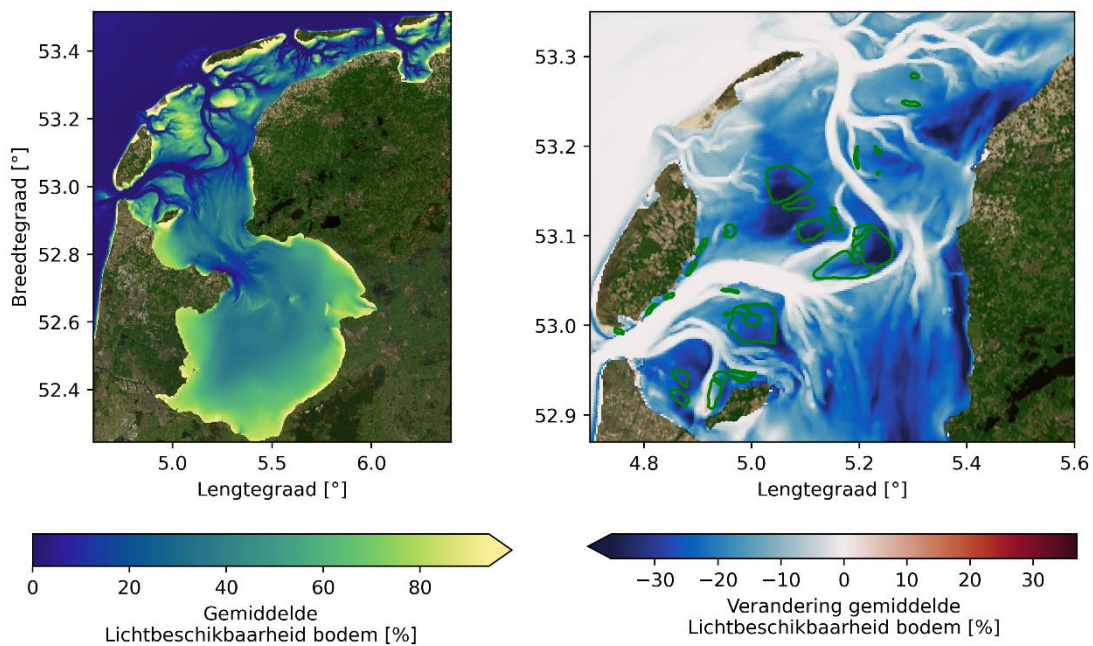 53.4
53.2
53.0
52.8
52.6
52.4
Breedtegraad [°]
5.0 5.5 6.0
Lengtegraad [°]
53.3
53.2
53.1
53.0
52.9
4.8 5.0 5.2 5.4 5.6
Lengtegraad [°]
0 20 40 60 80
Gemiddelde
Lichtbeschikbaarheid bodem [%]
−30 −20 −10 0 10 20 30
Verandering gemiddelde
Lichtbeschikbaarheid bodem [%]